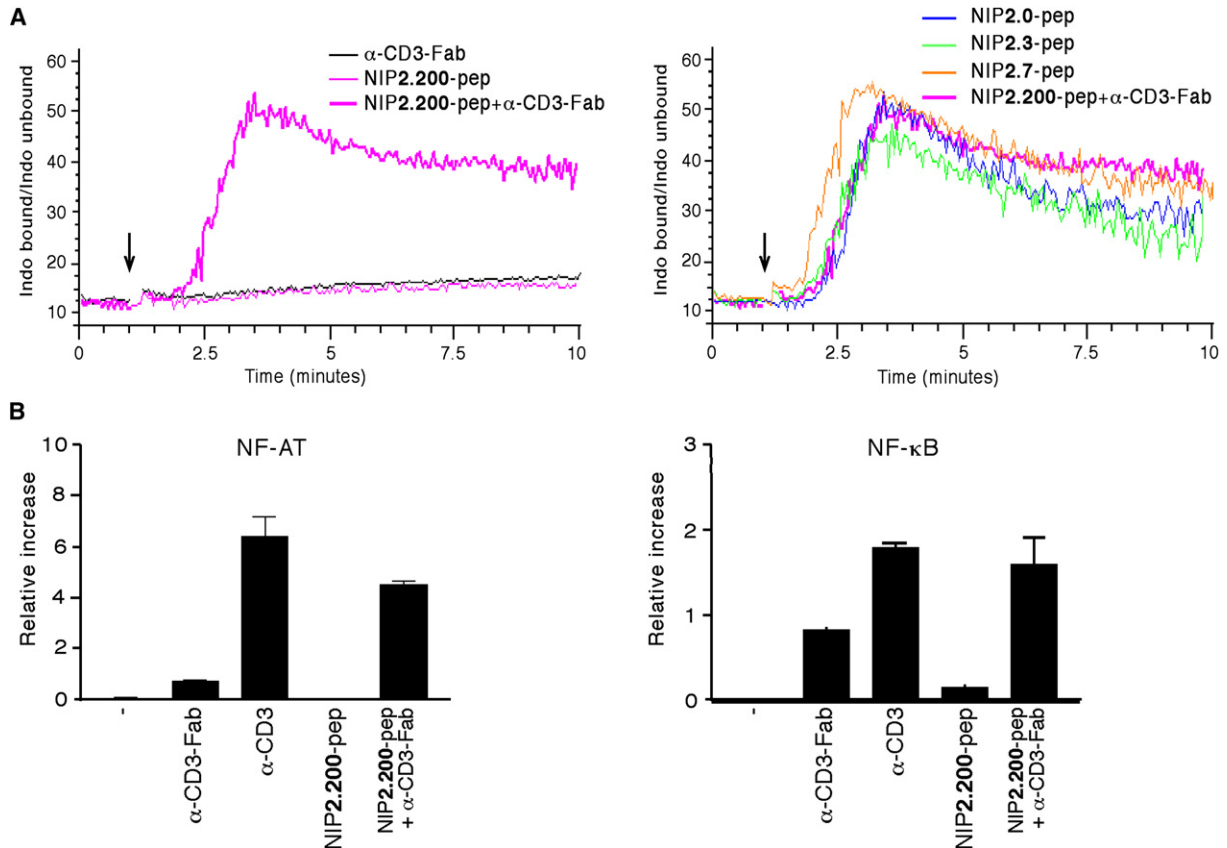 A
α-CD3-Fab
NIP2.200-pep
NIP2.200-pep+α-CD3-Fab
Indo bound/Indo unbound
60
50
40
30
20
10
0
2.5
5
7.5
10
Time (minutes)
NIP2.0-pep
NIP2.3-pep
NIP2.7-pep
NIP2.200-pep+α-CD3-Fab
Indo bound/Indo unbound
60
50
40
30
20
10
0
2.5
5
7.5
10
Time (minutes)
B
NF-AT
Relative increase
10
8
6
4
2
0
-
α-CD3-Fab
α-CD3
NIP2.200-pep
NIP2.200-pep
+ α-CD3-Fab
NF-κB
Relative increase
3
2
1
0
-
α-CD3-Fab
α-CD3
NIP2.200-pep
NIP2.200-pep
+ α-CD3-Fab